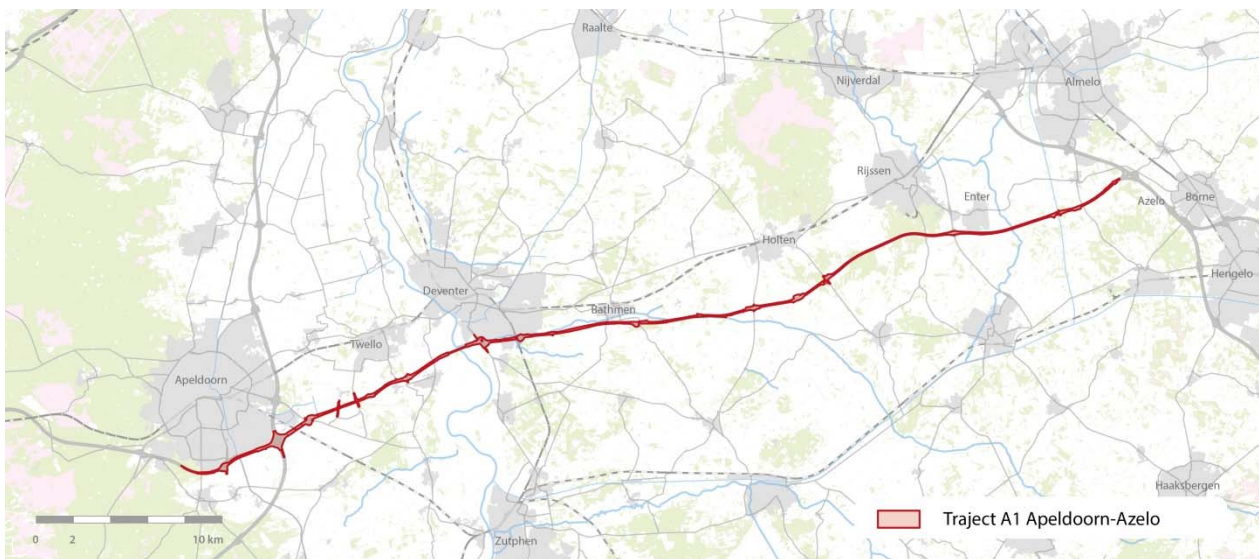 Raalte
Nijverdal
Almelo
Rijssen
Enter
Azelo
Borne
Holten
Hengelo
Deventer
Bathmen
Twello
Apeldoorn
Haaksbergen
Zutphen
Traject A1 Apeldoorn-Azelo
0 2 10 km